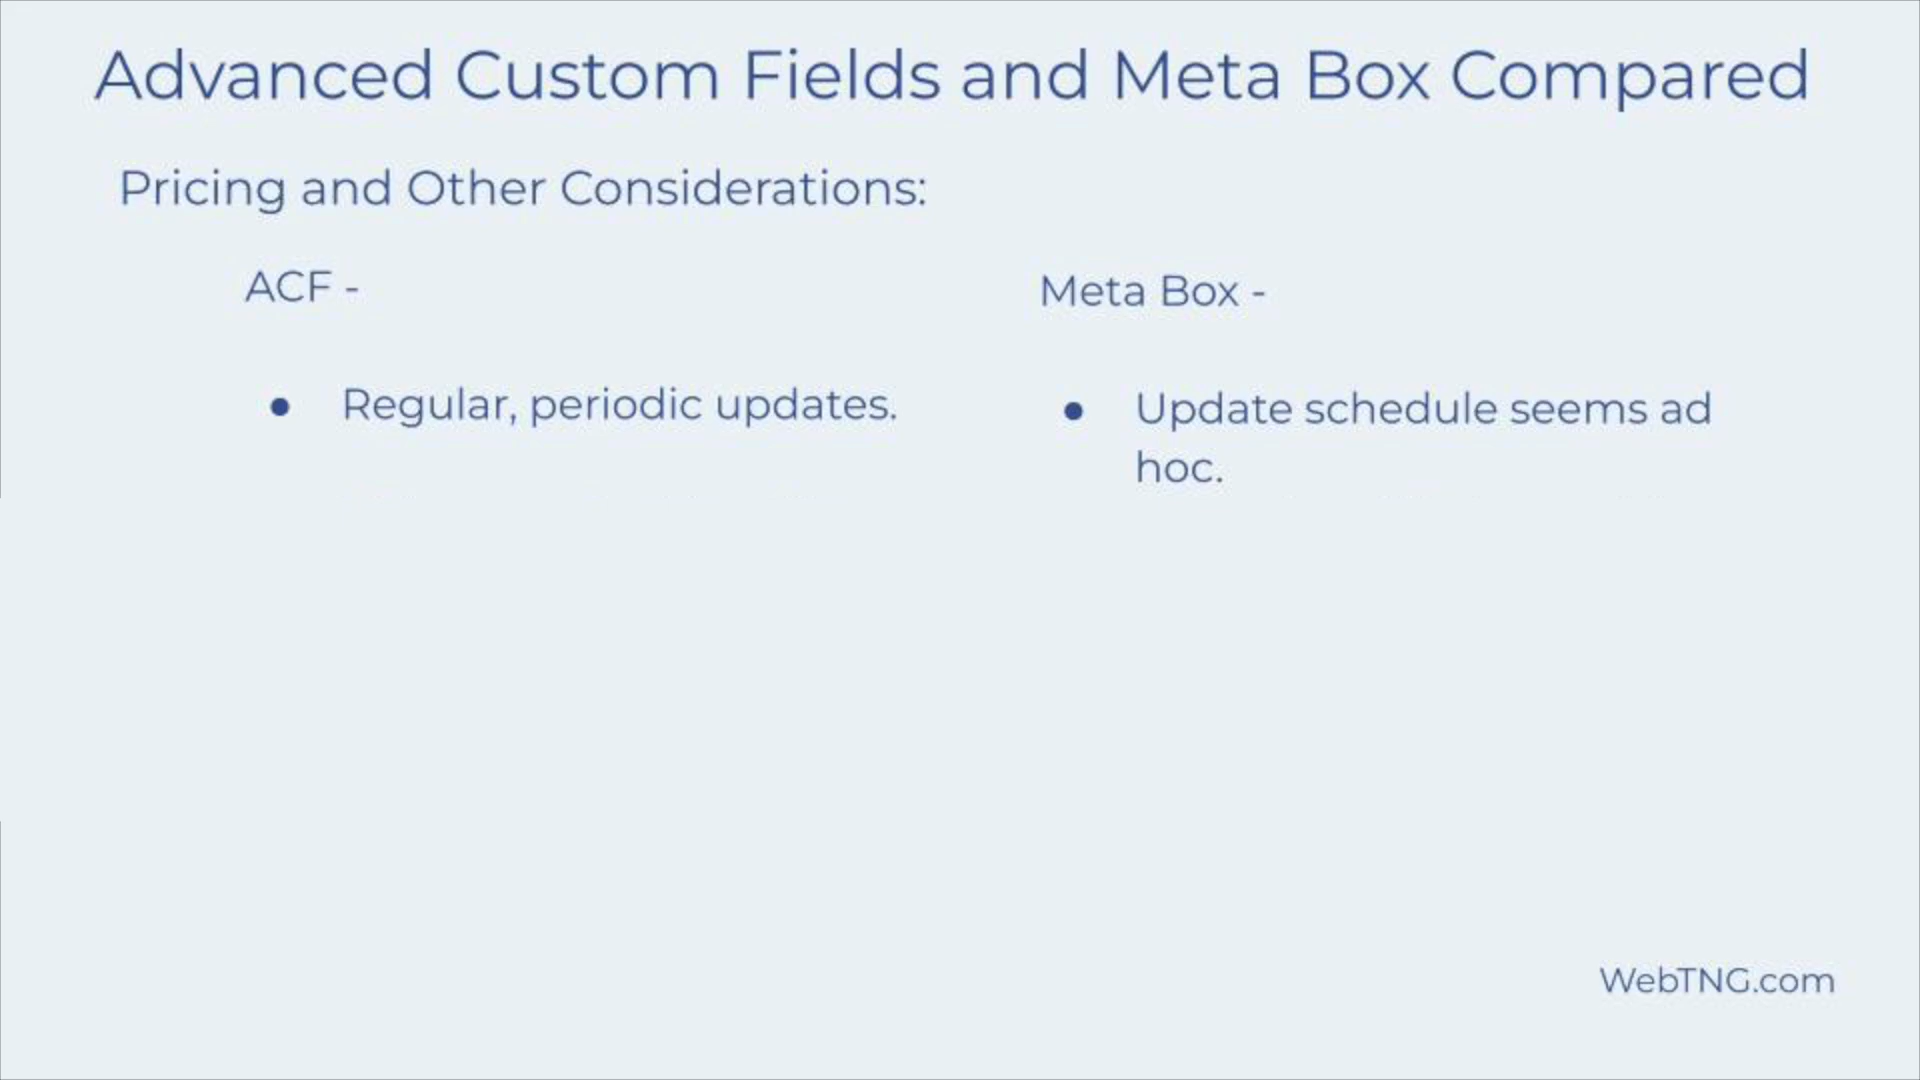 Advanced Custom Fields and Meta Box Compared
Pricing and Other Considerations:
ACF -
● Regular, periodic updates.
Meta Box -
● Update schedule seems ad
hoc.
WebTNG.com